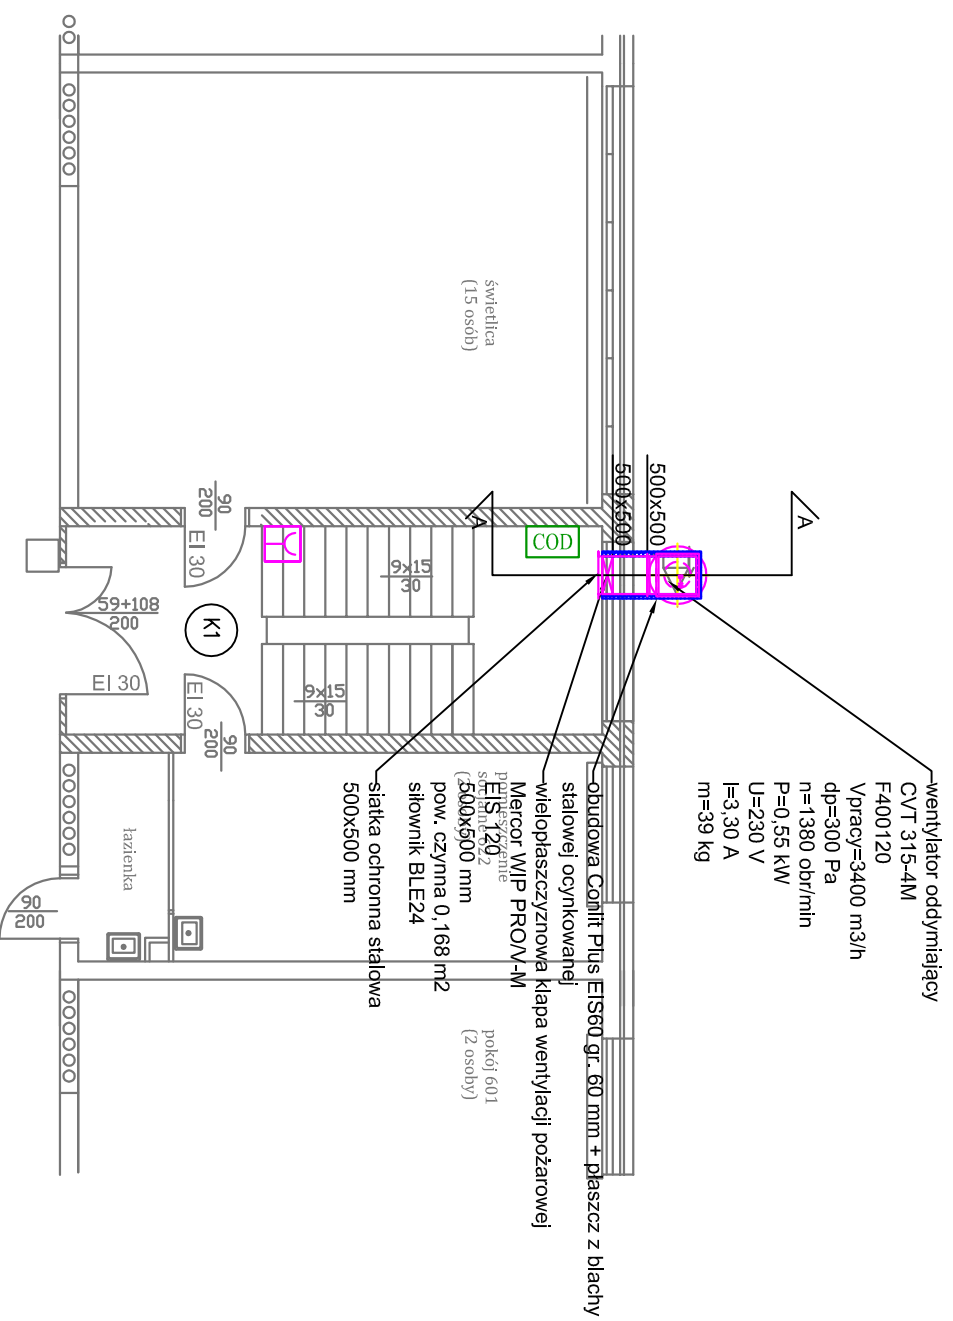 wentylator oddymiający
CVT 315-4M
F400120
Vpracy=3400 m3/h
dp=300 Pa
n=1380 obr/min
P=0,55 kW
U=230 V
I=3,30 A
m=39 kg
obudowa Conlit Plus EIS60 gr. 60 mm + płaszcz z blachy
stalowej ocynkowanej
wielopłaszczyznowa klapa wentylacji pożarowej
Mercor WIP PRO/V-M
EIS 120
500x500 mm
pow. czynna 0,168 m2
siłownik BLE24
siatka ochronna stalowa
500x500 mm
A
A
500x500
500x500
COD
świetlica
(15 osób)
pomieszczenie
socjalne 622
pokój 601
(2 osoby)
łazienka
K1
9x15
30
9x15
30
90
200
EI 30
90
200
EI 30
59+108
200
EI 30
90
200